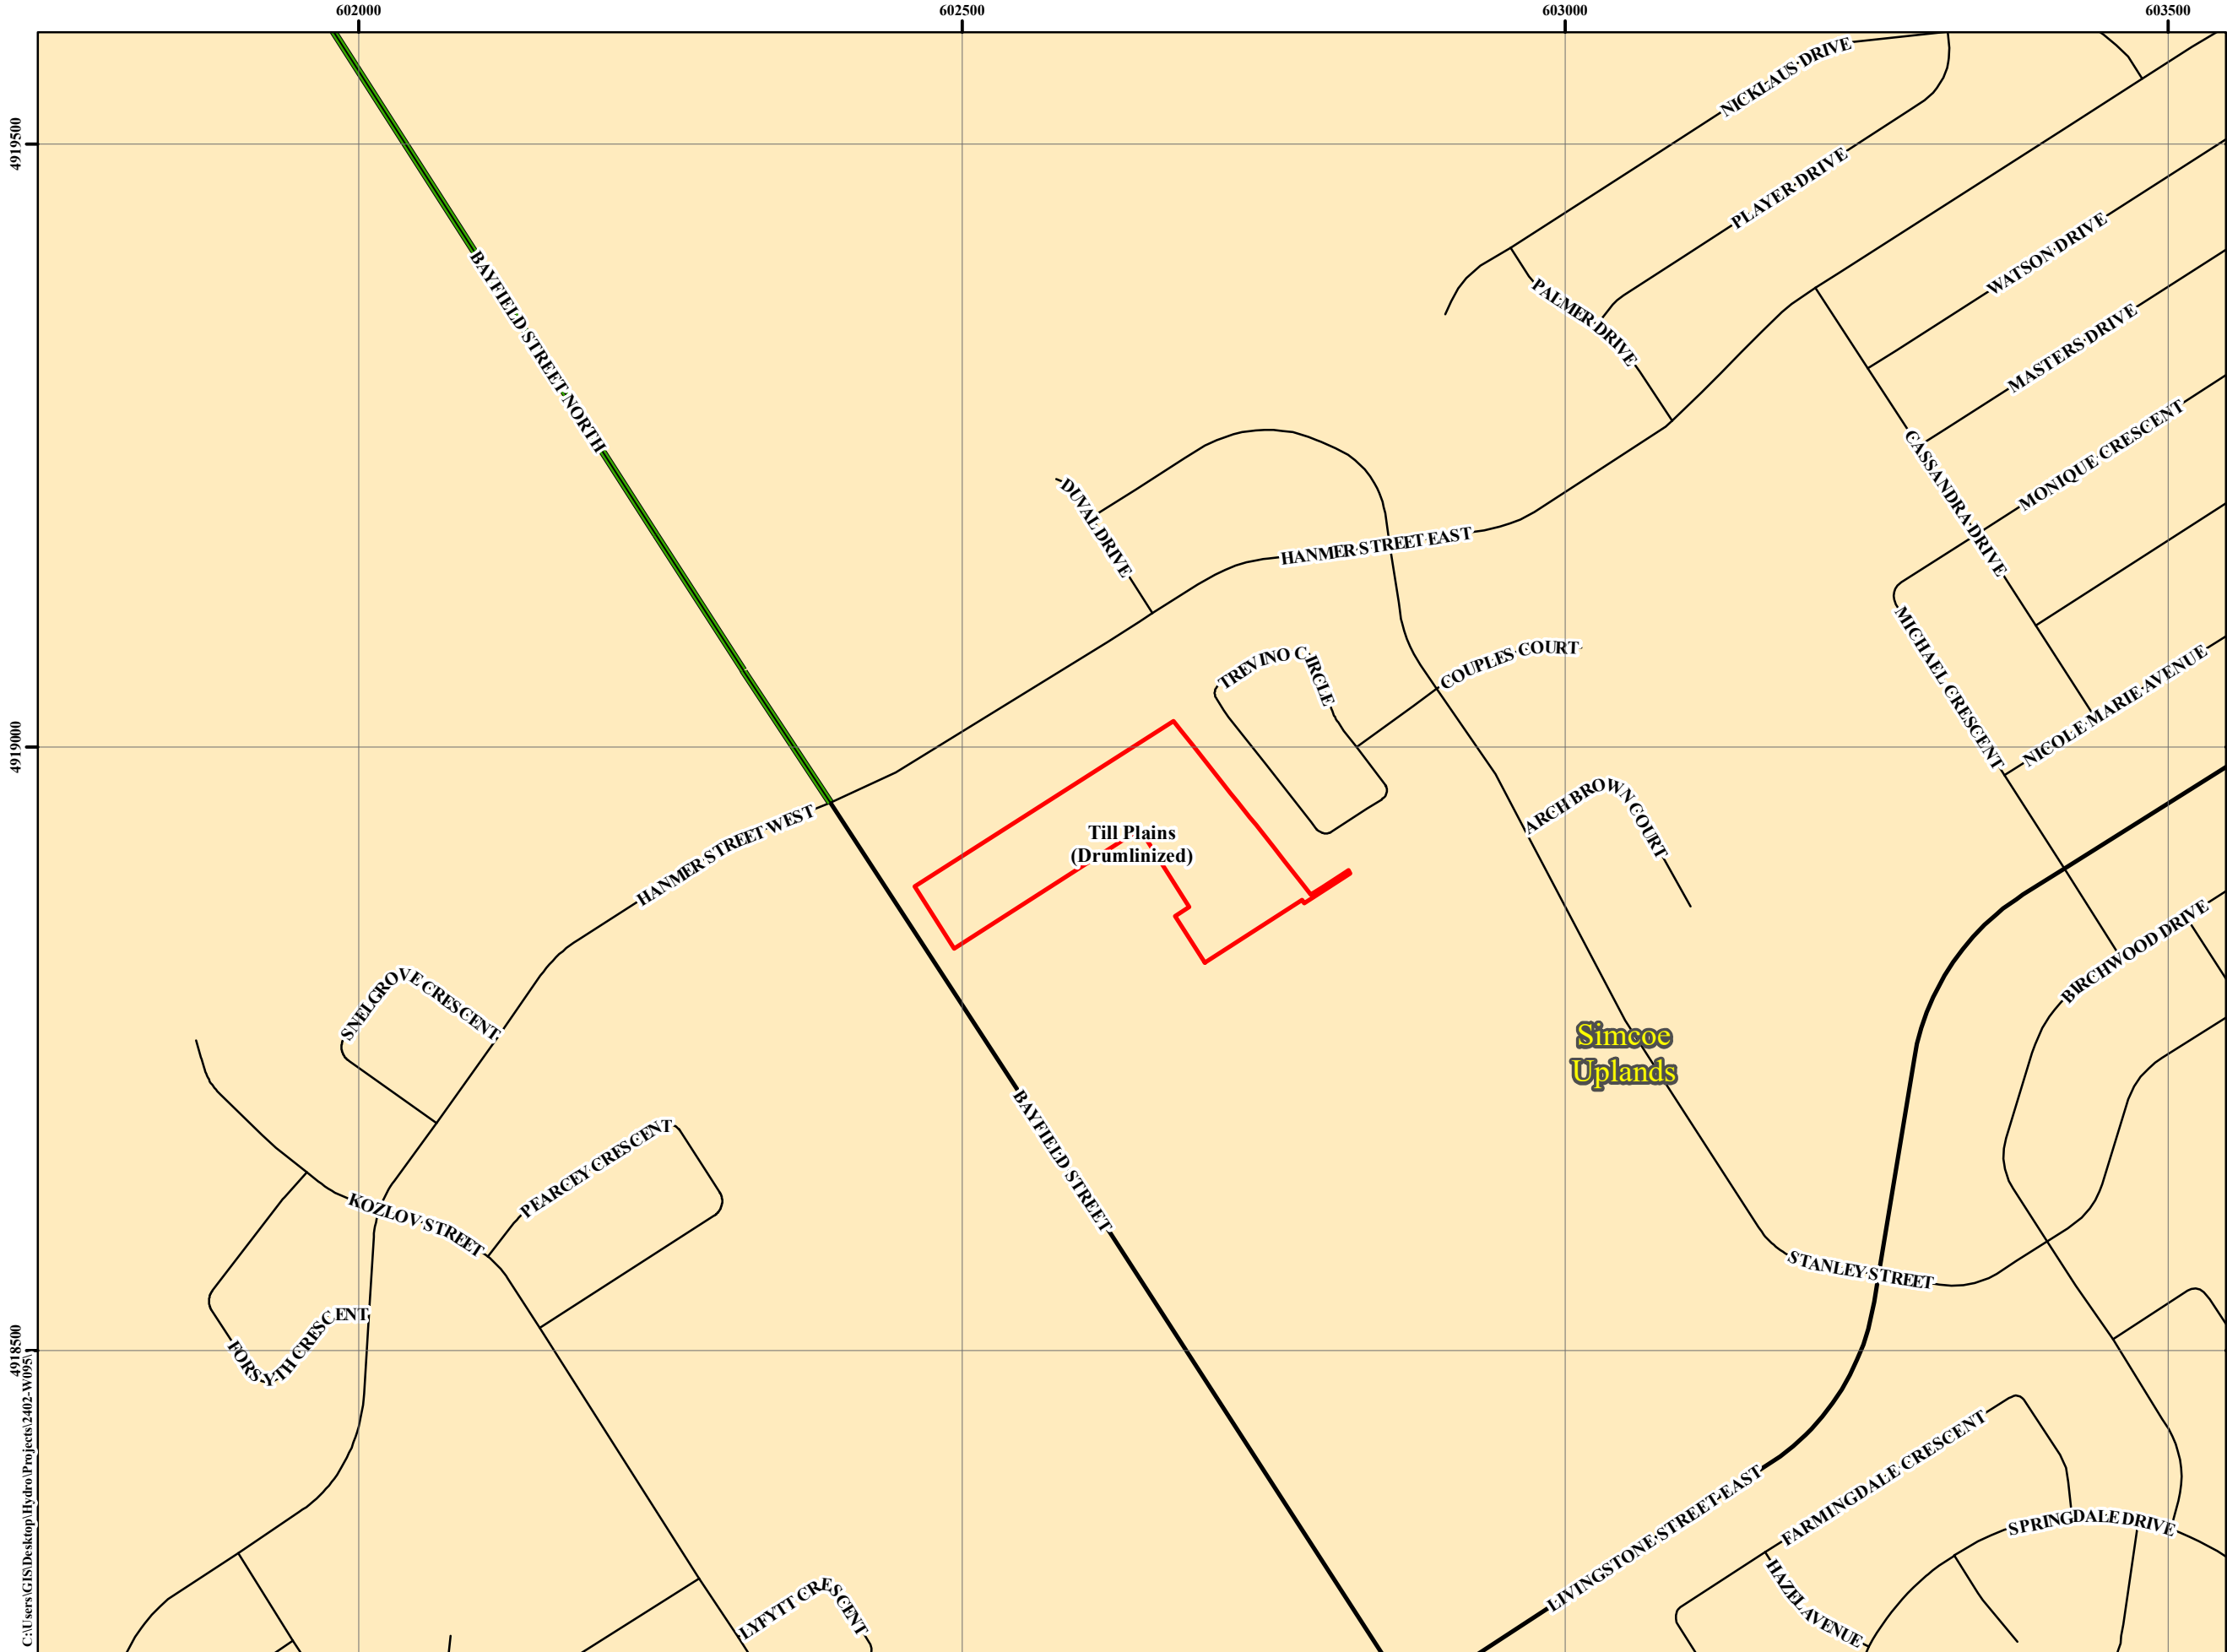 602000
602500
603000
603500
4919500
4919000
4918500
NICKLAUS DRIVE
PLAYER DRIVE
WATSON DRIVE
PALMER DRIVE
MASTERS DRIVE
BAYFIELD STREET NORTH
MONIQUE CRESCENT
CASSANDRA DRIVE
DUVAL DRIVE
HANMER STREET EAST
TREVINO CIRCLE
COUPLES COURT
MICHAEL CRESCENT
NICOLE MARIE AVENUE
ARCH BROWN COURT
HANMER STREET WEST
Till Plains
(Drumlinized)
BIRCHWOOD DRIVE
SNELGROVE CRESCENT
Simcoe
Uplands
BAYFIELD STREET
PEARCEY CRESCENT
KOZLOV STREET
STANLEY STREET
FORSYTH CRESCENT
FARMINGDALE CRESCENT
LIVINGSTONE STREET EAST
SPRINGDALE DRIVE
HAZEL AVENUE
LYFYTT CRESCENT
C:\Users\GIS\Desktop\Hydro\Projects\2402-W095\